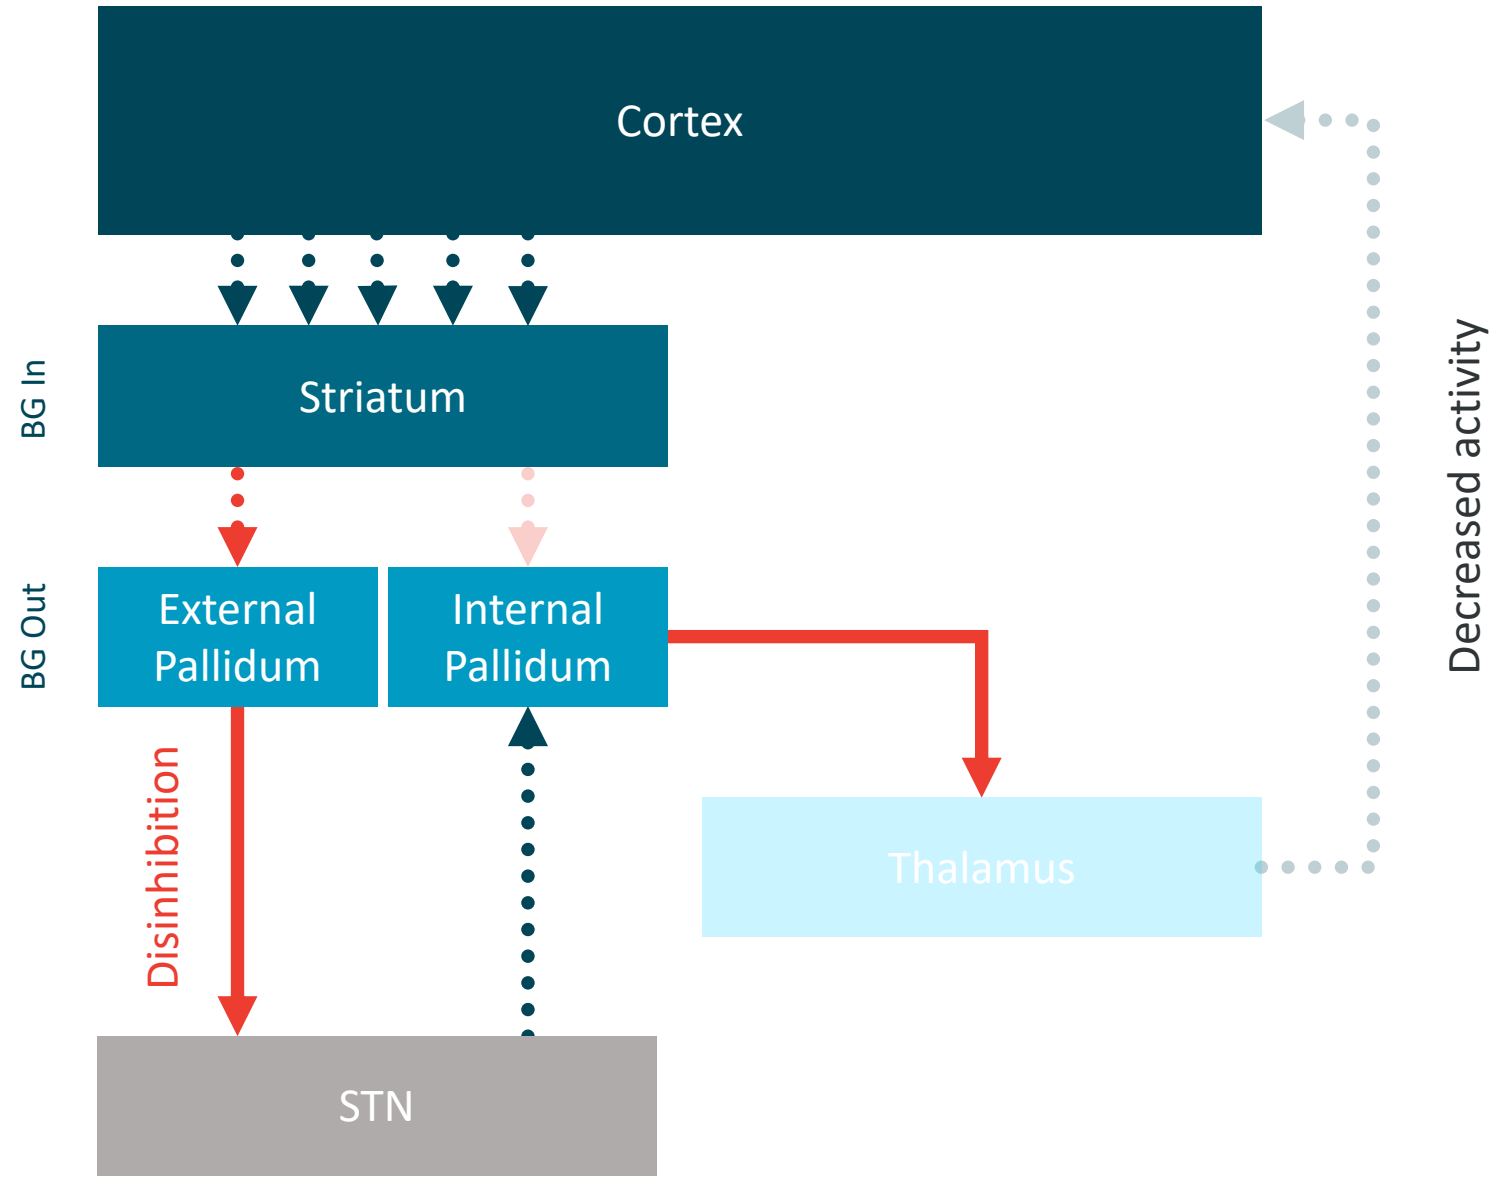 Cortex
BG In
Striatum
BG Out
External
Pallidum
Internal
Pallidum
Disinhibition
Thalamus
STN
Decreased activity